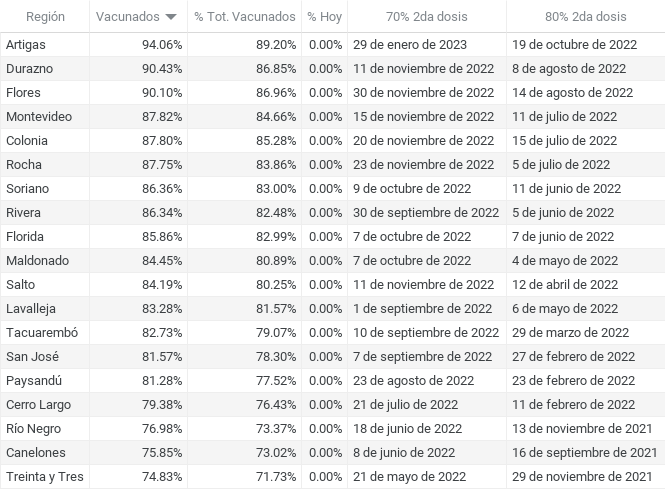 Región Vacunados % Tot. Vacunados % Hoy 70% 2da dosis 80% 2da dosis
Artigas 94.06% 89.20% 0.00% 29 de enero de 2023 19 de octubre de 2022
Durazno 90.43% 86.85% 0.00% 11 de noviembre de 2022 8 de agosto de 2022
Flores 90.10% 86.96% 0.00% 30 de noviembre de 2022 14 de agosto de 2022
Montevideo 87.82% 84.66% 0.00% 15 de noviembre de 2022 11 de julio de 2022
Colonia 87.80% 85.28% 0.00% 20 de noviembre de 2022 15 de julio de 2022
Rocha 87.75% 83.86% 0.00% 23 de noviembre de 2022 5 de julio de 2022
Soriano 86.36% 83.00% 0.00% 9 de octubre de 2022 11 de junio de 2022
Rivera 86.34% 82.48% 0.00% 30 de septiembre de 2022 5 de junio de 2022
Florida 85.86% 82.99% 0.00% 7 de octubre de 2022 7 de junio de 2022
Maldonado 84.45% 80.89% 0.00% 7 de octubre de 2022 4 de mayo de 2022
Salto 84.19% 80.25% 0.00% 11 de noviembre de 2022 12 de abril de 2022
Lavalleja 83.28% 81.57% 0.00% 1 de septiembre de 2022 6 de mayo de 2022
Tacuarembó 82.73% 79.07% 0.00% 10 de septiembre de 2022 29 de marzo de 2022
San José 81.57% 78.30% 0.00% 7 de septiembre de 2022 27 de febrero de 2022
Paysandú 81.28% 77.52% 0.00% 23 de agosto de 2022 23 de febrero de 2022
Cerro Largo 79.38% 76.43% 0.00% 21 de julio de 2022 11 de febrero de 2022
Río Negro 76.98% 73.37% 0.00% 18 de junio de 2022 13 de noviembre de 2021
Canelones 75.85% 73.02% 0.00% 8 de junio de 2022 16 de septiembre de 2021
Treinta y Tres 74.83% 71.73% 0.00% 21 de mayo de 2022 29 de noviembre de 2021